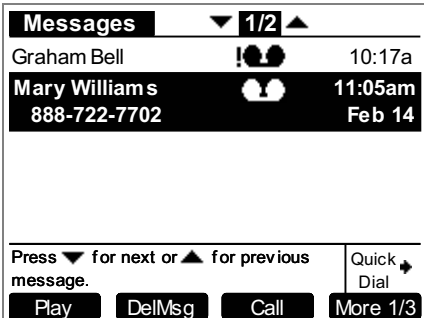 Messages 1/2
Graham Bell ! 10:17a
Mary Williams 11:05am
888-722-7702 Feb 14
Press ▼ for next or ▲ for previous
message.
Quick
Dial
Play DelMsg Call More 1/3